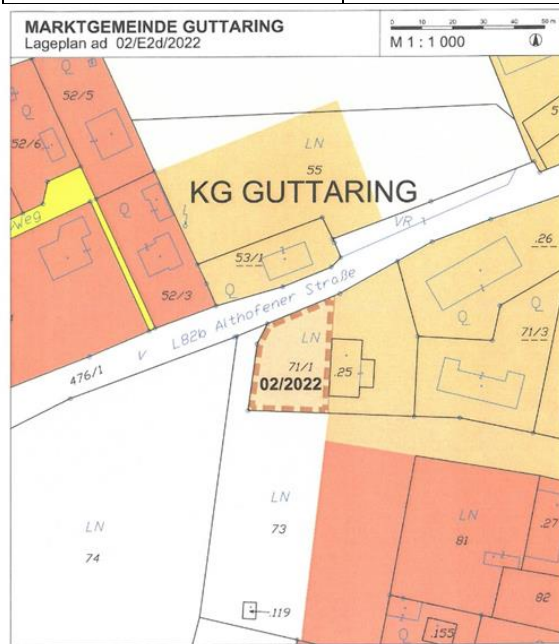 MARKTGEMEINDE GUTTARING
Lageplan ad 02/E2d/2022
0 10 20 30 40 50 m
M 1 : 1 000
Q
52/5
Q
52/6
LN
55
KG GUTTARING
Weg
Q
VR
.26
53/1
Q
52/3
Q
Q
71/3
LB2b Althofener Straße
V
476/1
LN
71/1
02/2022
.25
Q
LN
73
LN
74
LN
81
.27
.119
82
Q
.155